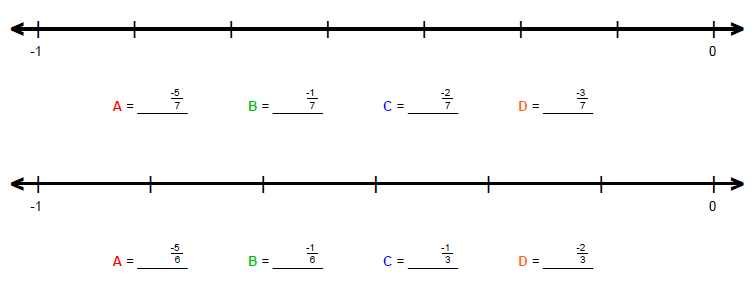 -1 0
A = -5/7 B = -1/7 C = -2/7 D = -3/7
-1 0
A = -5/6 B = -1/6 C = -1/3 D = -2/3